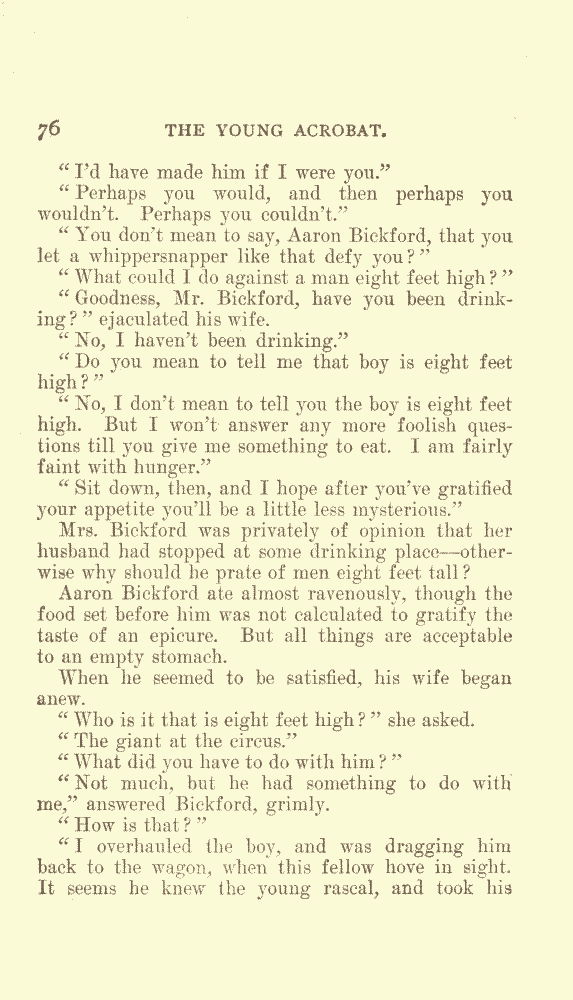 76 THE YOUNG ACROBAT.
“I’d have made him if I were you.”
“Perhaps you would, and then perhaps you
wouldn’t. Perhaps you couldn’t.”
“You don’t mean to say, Aaron Bickford, that you
let a whippersnapper like that defy you?”
“What could I do against a man eight feet high?”
“Goodness, Mr. Bickford, have you been drink-
ing?” ejaculated his wife.
“No, I haven’t been drinking.”
“Do you mean to tell me that boy is eight feet
high?”
“No, I don’t mean to tell you the boy is eight feet
high. But I won’t answer any more foolish ques-
tions till you give me something to eat. I am fairly
faint with hunger.”
“Sit down, then, and I hope after you’ve gratified
your appetite you’ll be a little less mysterious.”
Mrs. Bickford was privately of opinion that her
husband had stopped at some drinking place—other-
wise why should he prate of men eight feet tall?
Aaron Bickford ate almost ravenously, though the
food set before him was not calculated to gratify the
taste of an epicure. But all things are acceptable
to an empty stomach.
When he seemed to be satisfied, his wife began
anew.
“Who is it that is eight feet high?” she asked.
“The giant at the circus.”
“What did you have to do with him?”
“Not much, but he had something to do with
me,” answered Bickford, grimly.
“How is that?”
“I overhauled the boy, and was dragging him
back to the wagon, when this fellow hove in sight.
It seems he knew the young rascal, and took his